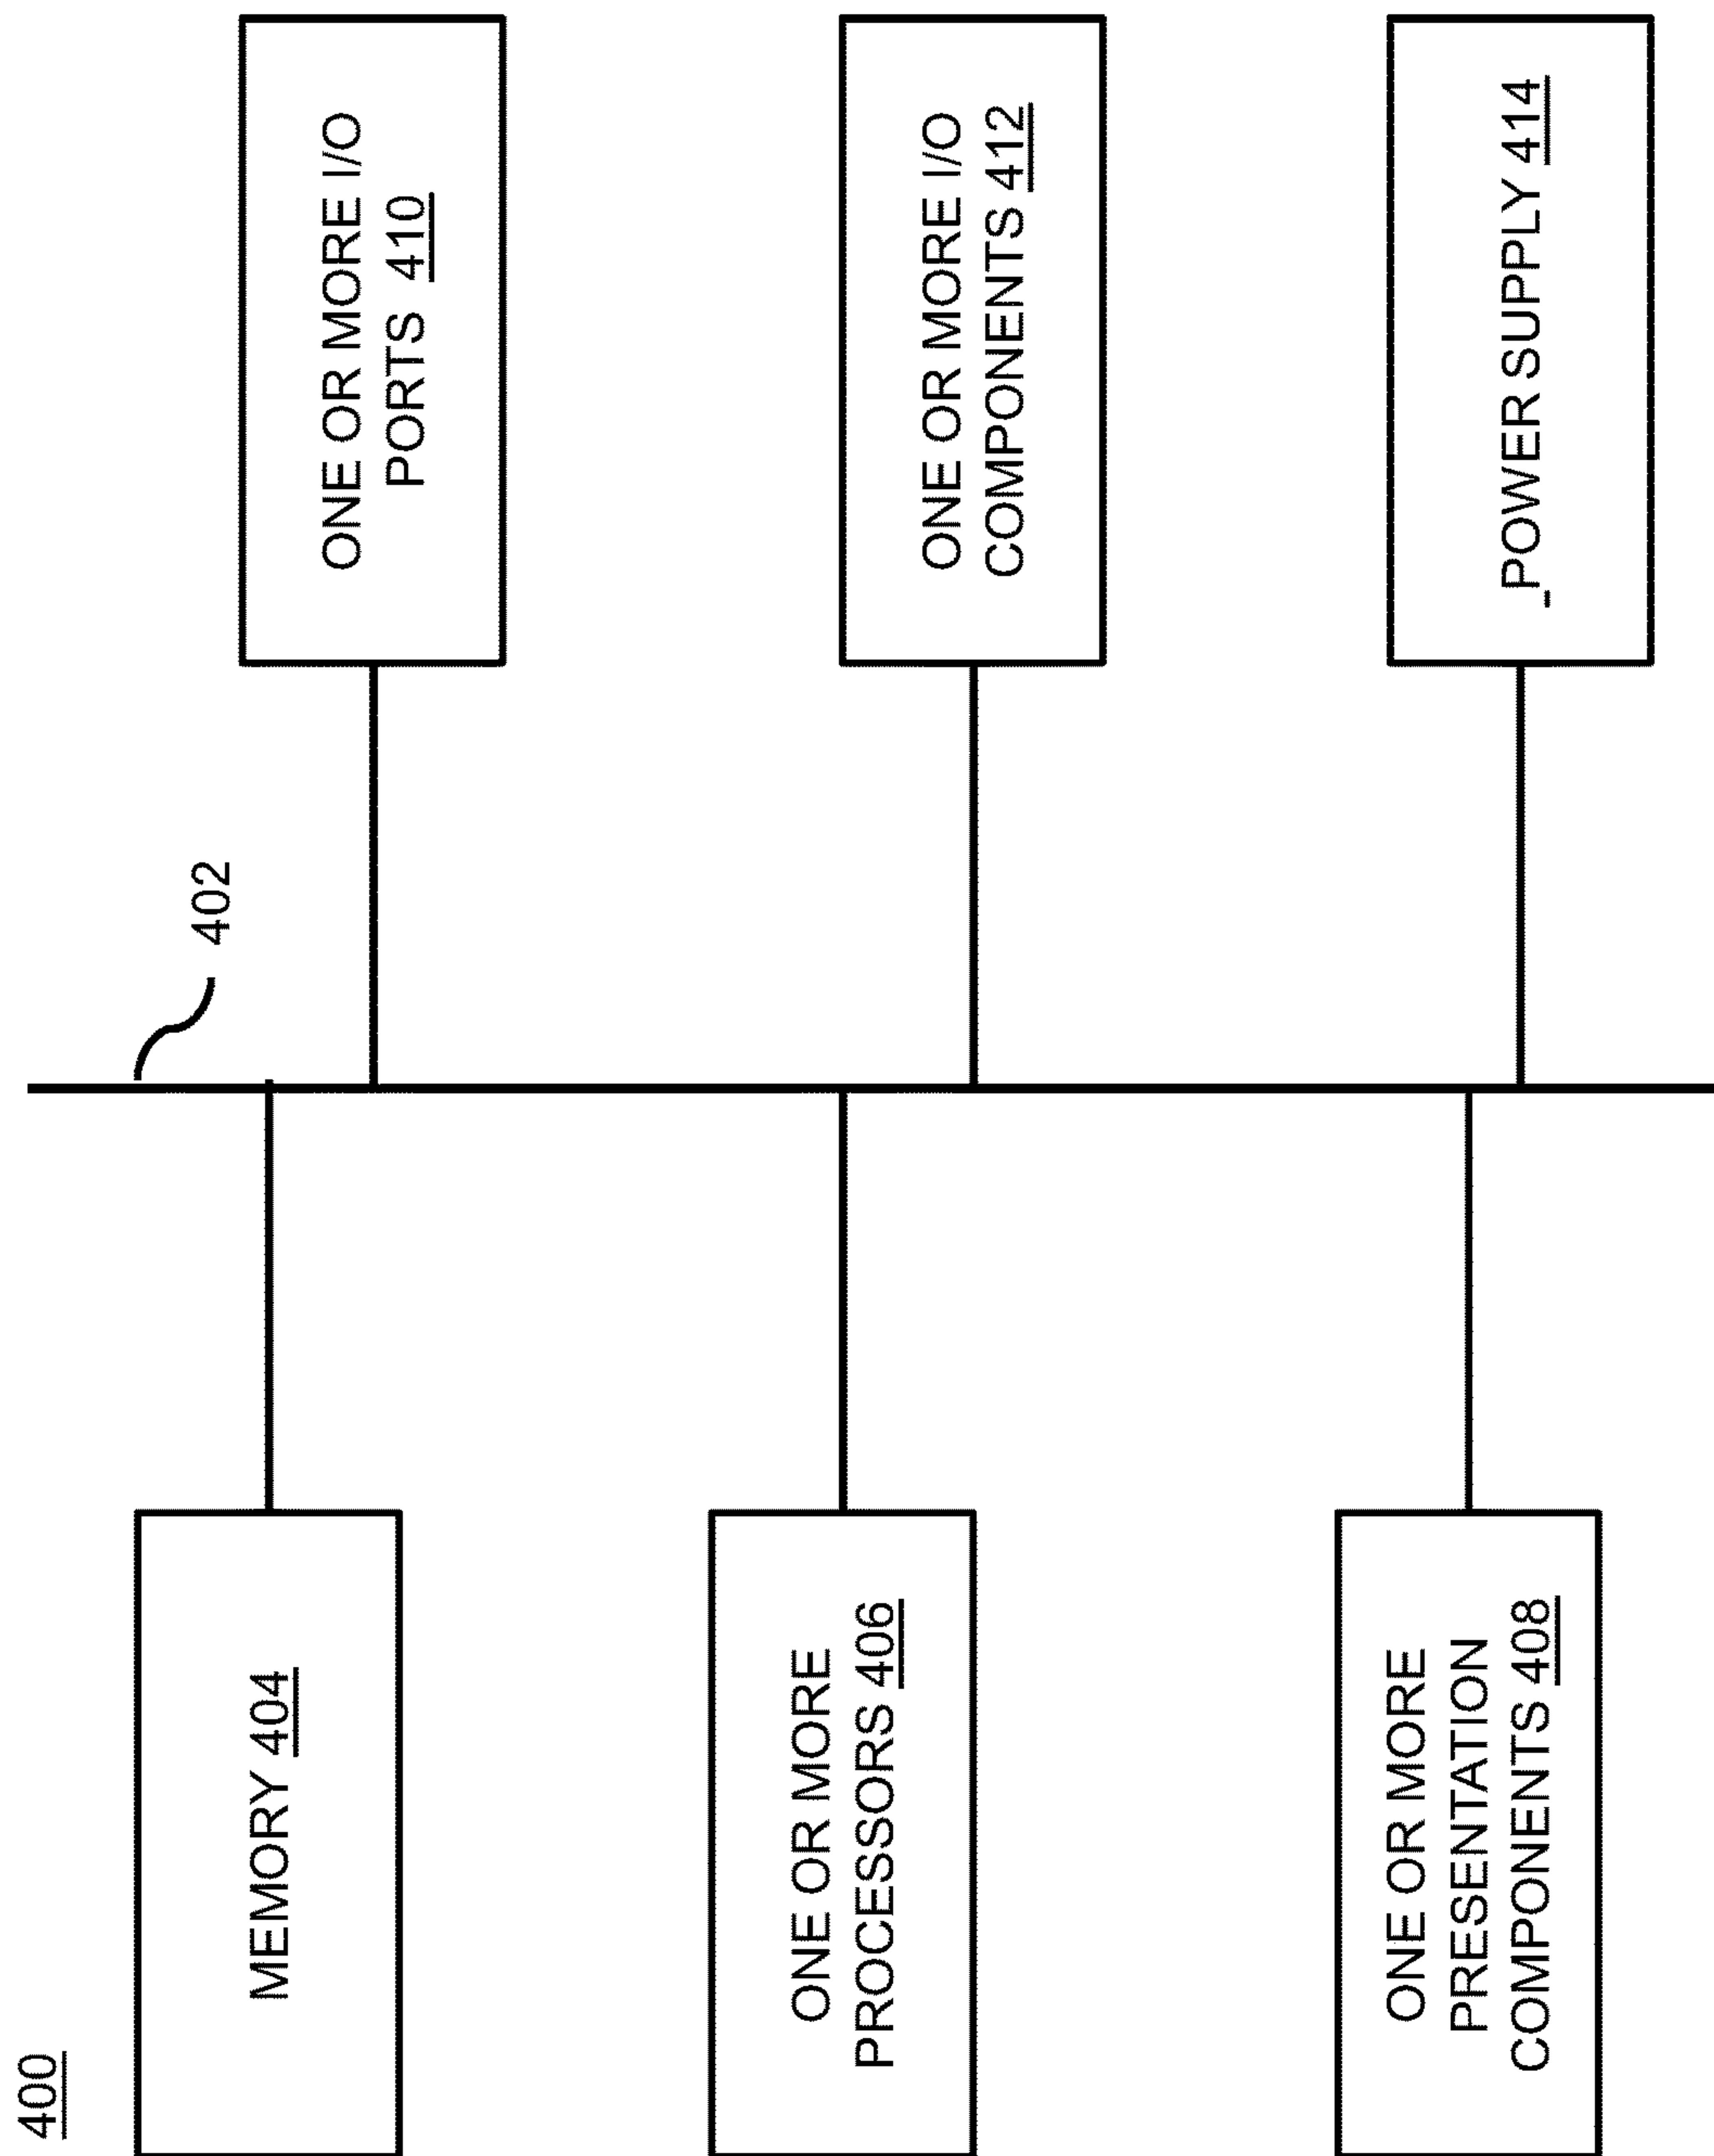 400
MEMORY 404
ONE OR MORE
PROCESSORS 406
ONE OR MORE
PRESENTATION
COMPONENTS 408
402
ONE OR MORE I/O
PORTS 410
ONE OR MORE I/O
COMPONENTS 412
POWER SUPPLY 414